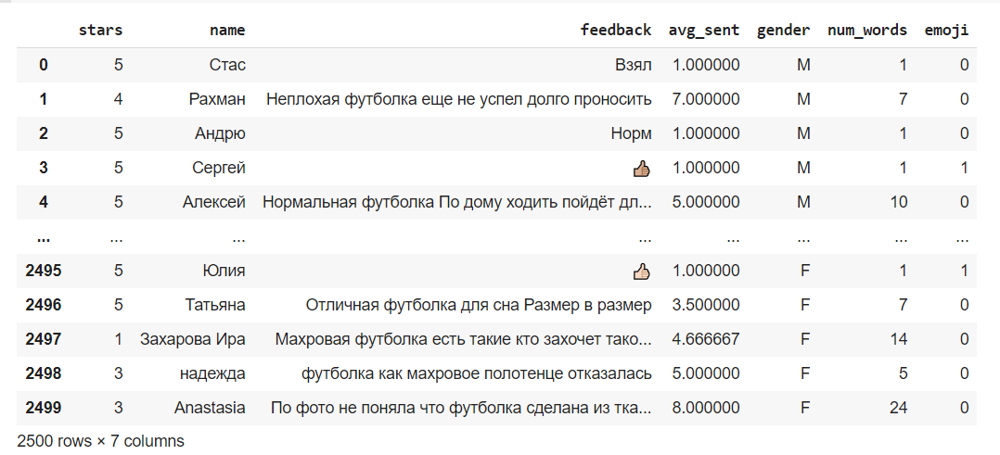 stars name feedback avg_sent gender num_words emoji
0 5 Стас Взял 1.000000 M 1 0
1 4 Рахман Неплохая футболка еще не успел долго проносить 7.000000 M 7 0
2 5 Андрю Норм 1.000000 M 1 0
3 5 Сергей 👍🏽 1.000000 M 1 1
4 5 Алексей Нормальная футболка По дому ходить пойдёт дл... 5.000000 M 10 0
... ... ... ... ... ... ... ...
2495 5 Юлия 👍🏻 1.000000 F 1 1
2496 5 Татьяна Отличная футболка для сна Размер в размер 3.500000 F 7 0
2497 1 Захарова Ира Махровая футболка есть такие кто захочет тако... 4.666667 F 14 0
2498 3 надежда футболка как махровое полотенце отказалась 5.000000 F 5 0
2499 3 Anastasia По фото не поняла что футболка сделана из тка... 8.000000 F 24 0
2500 rows × 7 columns